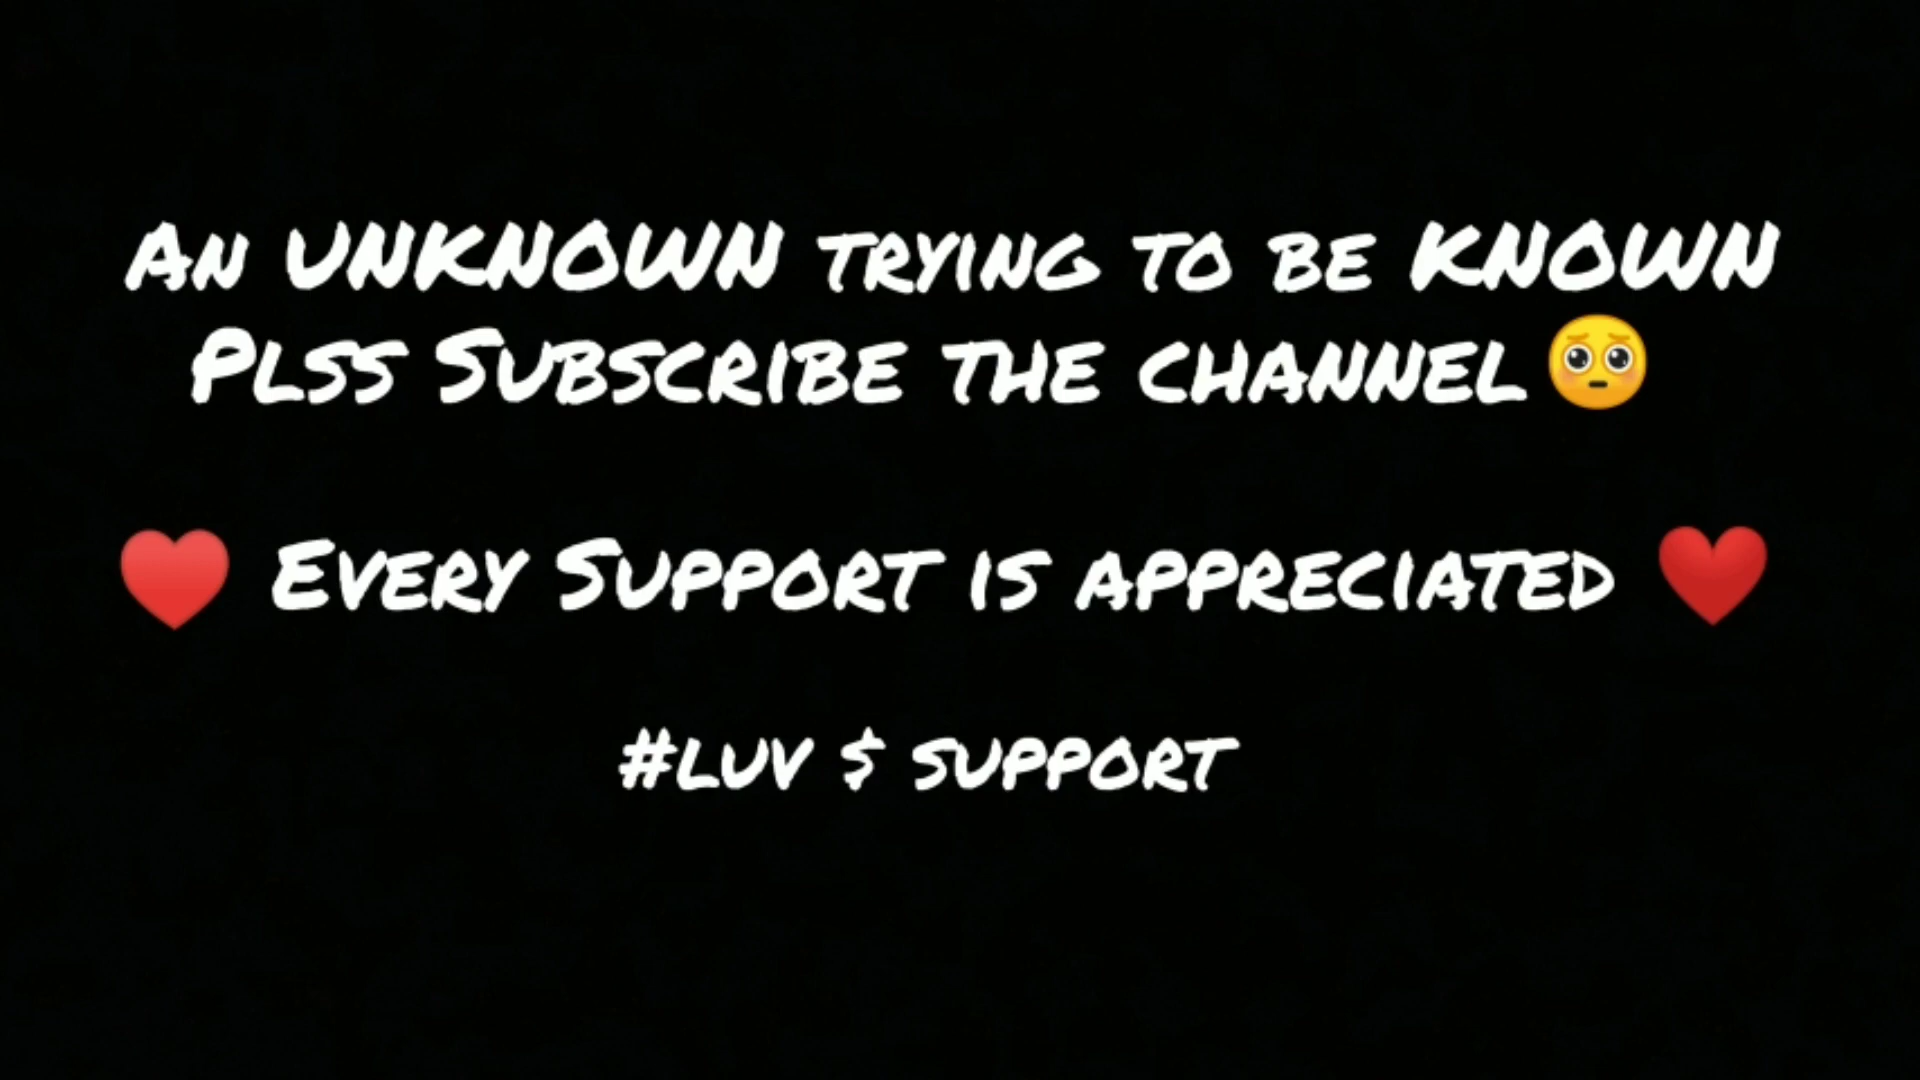 An UNKNOWN trying to be KNOWN
Plss Subscribe the channel 🥺
♥️ Every Support is appreciated ❤️
#luv $ support